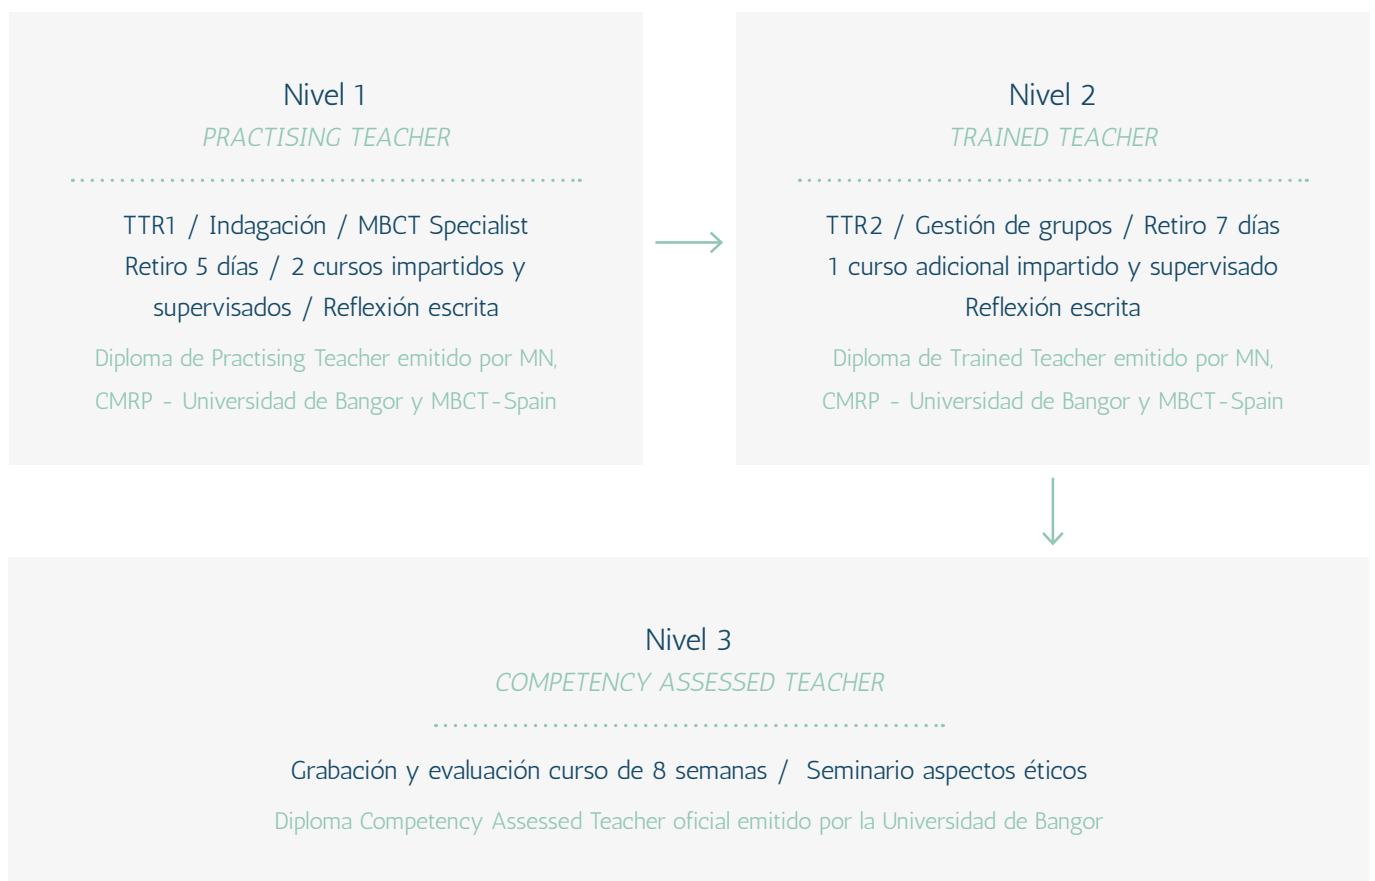 Nivel 1
PRACTISING TEACHER
TTR1 / Indagación / MBCT Specialist
Retiro 5 días / 2 cursos impartidos y
supervisados / Reflexión escrita
Diploma de Practising Teacher emitido por MN,
CMRP - Universidad de Bangor y MBCT-Spain
Nivel 2
TRAINED TEACHER
TTR2 / Gestión de grupos / Retiro 7 días
1 curso adicional impartido y supervisado
Reflexión escrita
Diploma de Trained Teacher emitido por MN,
CMRP - Universidad de Bangor y MBCT-Spain
Nivel 3
COMPETENCY ASSESSED TEACHER
Grabación y evaluación curso de 8 semanas / Seminario aspectos éticos
Diploma Competency Assessed Teacher oficial emitido por la Universidad de Bangor